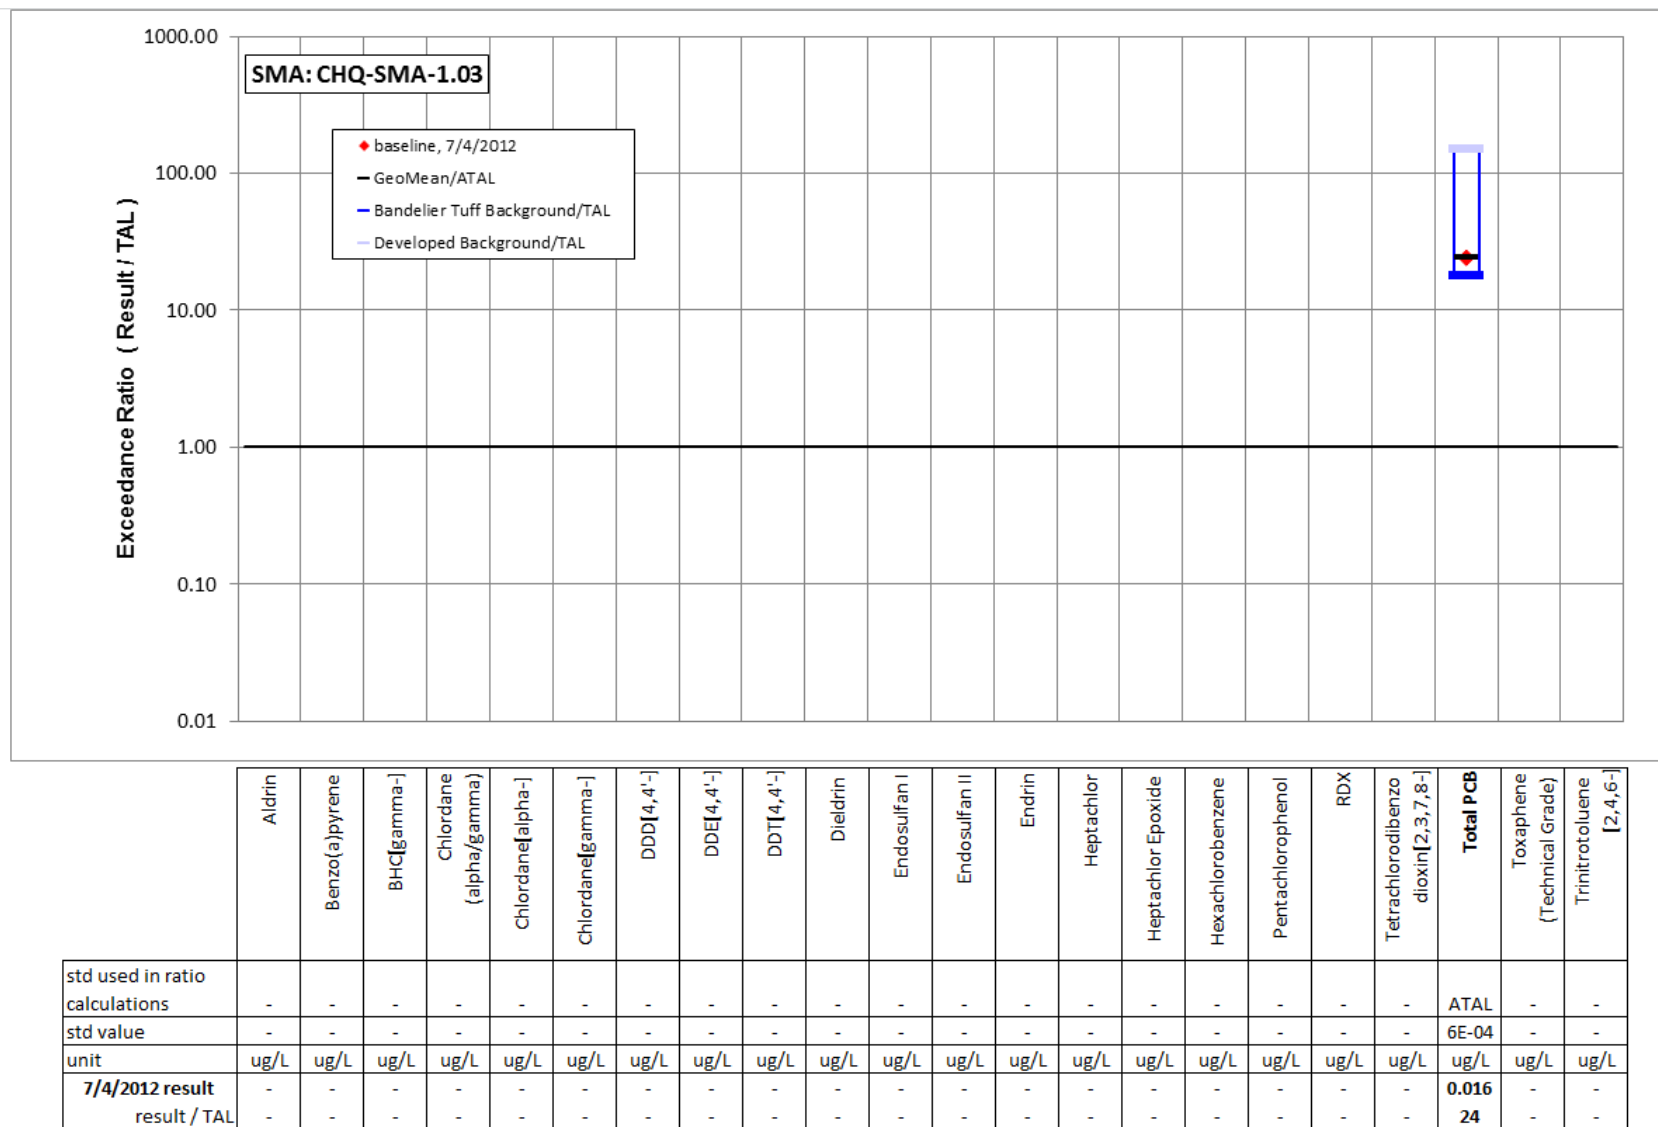 1000.00
SMA: CHQ-SMA-1.03
baseline, 7/4/2012
GeoMean/ATAL
Bandelier Tuff Background/TAL
Developed Background/TAL
100.00
10.00
1.00
0.10
0.01
Exceedance Ratio ( Result / TAL )
Aldrin
Benzo(a)pyrene
BHC[gamma-]
Chlordane
(alpha/gamma)
Chlordane[alpha-]
Chlordane[gamma-]
DDD[4,4'-]
DDE[4,4'-]
DDT[4,4'-]
Dieldrin
Endosulfan I
Endosulfan II
Endrin
Heptachlor
Heptachlor Epoxide
Hexachlorobenzene
Pentachlorophenol
RDX
Tetrachlorodibenzo
dioxin[2,3,7,8-]
Total PCB
Toxaphene
(Technical Grade)
Trinitrotoluene
[2,4,6-]
std used in ratio
calculations - - - - - - - - - - - - - - - - - - - ATAL - -
std value - - - - - - - - - - - - - - - - - - - 6E-04 - -
unit ug/L ug/L ug/L ug/L ug/L ug/L ug/L ug/L ug/L ug/L ug/L ug/L ug/L ug/L ug/L ug/L ug/L ug/L ug/L ug/L ug/L ug/L
7/4/2012 result - - - - - - - - - - - - - - - - - - - 0.016 - -
result / TAL - - - - - - - - - - - - - - - - - - - 24 - -